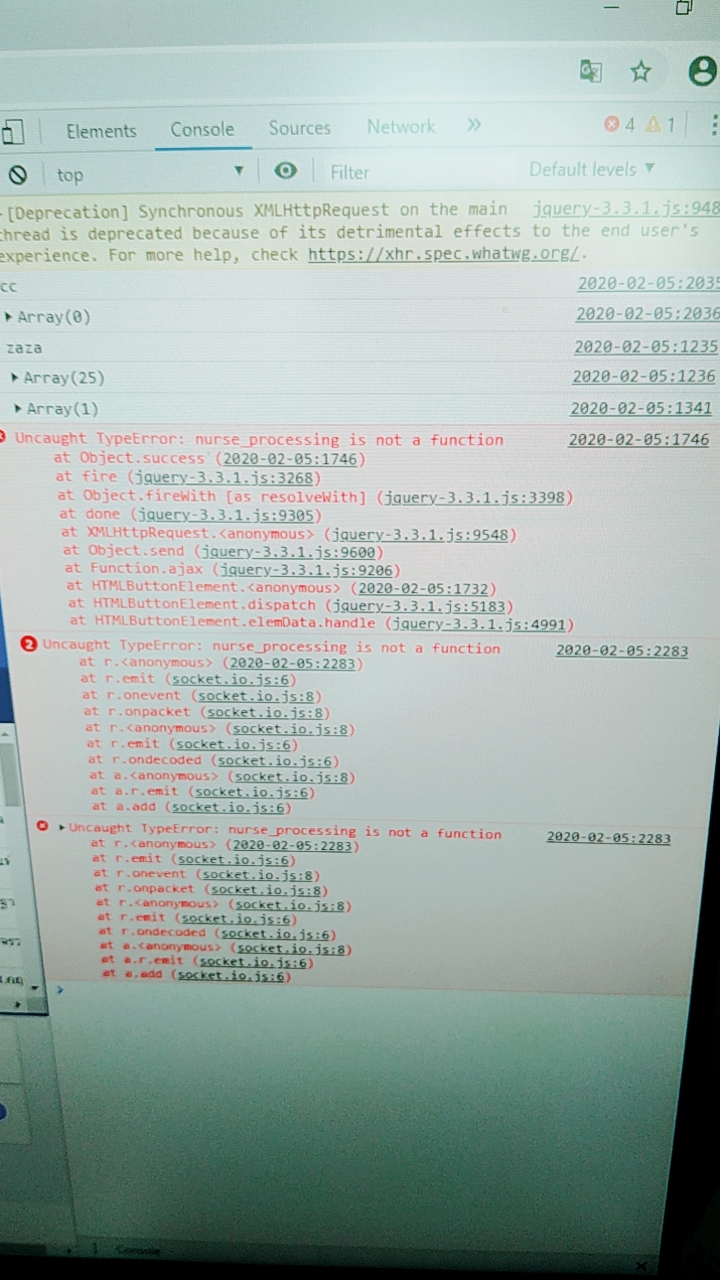 Elements Console Sources Network » 4 1
top Filter Default levels ▼
[Deprecation] Synchronous XMLHttpRequest on the main jquery-3.3.1.js:948
thread is deprecated because of its detrimental effects to the end user's
experience. For more help, check https://xhr.spec.whatwg.org/.
cc 2020-02-05:2035
▶ Array(0) 2020-02-05:2036
zaza 2020-02-05:1235
▶ Array(25) 2020-02-05:1236
▶ Array(1) 2020-02-05:1341
Uncaught TypeError: nurse_processing is not a function 2020-02-05:1746
at Object.success (2020-02-05:1746)
at fire (jquery-3.3.1.js:3268)
at Object.fireWith [as resolveWith] (jquery-3.3.1.js:3398)
at done (jquery-3.3.1.js:9305)
at XMLHttpRequest.<anonymous> (jquery-3.3.1.js:9548)
at Object.send (jquery-3.3.1.js:9600)
at Function.ajax (jquery-3.3.1.js:9206)
at HTMLButtonElement.<anonymous> (2020-02-05:1732)
at HTMLButtonElement.dispatch (jquery-3.3.1.js:5183)
at HTMLButtonElement.elemData.handle (jquery-3.3.1.js:4991)
2 Uncaught TypeError: nurse_processing is not a function 2020-02-05:2283
at r.<anonymous> (2020-02-05:2283)
at r.emit (socket.io.js:6)
at r.onevent (socket.io.js:8)
at r.onpacket (socket.io.js:8)
at r.<anonymous> (socket.io.js:8)
at r.emit (socket.io.js:6)
at r.ondecoded (socket.io.js:6)
at a.<anonymous> (socket.io.js:8)
at a.r.emit (socket.io.js:6)
at a.add (socket.io.js:6)
▶ Uncaught TypeError: nurse_processing is not a function 2020-02-05:2283
at r.<anonymous> (2020-02-05:2283)
at r.emit (socket.io.js:6)
at r.onevent (socket.io.js:8)
at r.onpacket (socket.io.js:8)
at r.<anonymous> (socket.io.js:8)
at r.emit (socket.io.js:6)
at r.ondecoded (socket.io.js:6)
at a.<anonymous> (socket.io.js:8)
at a.r.emit (socket.io.js:6)
at a.add (socket.io.js:6)
Console